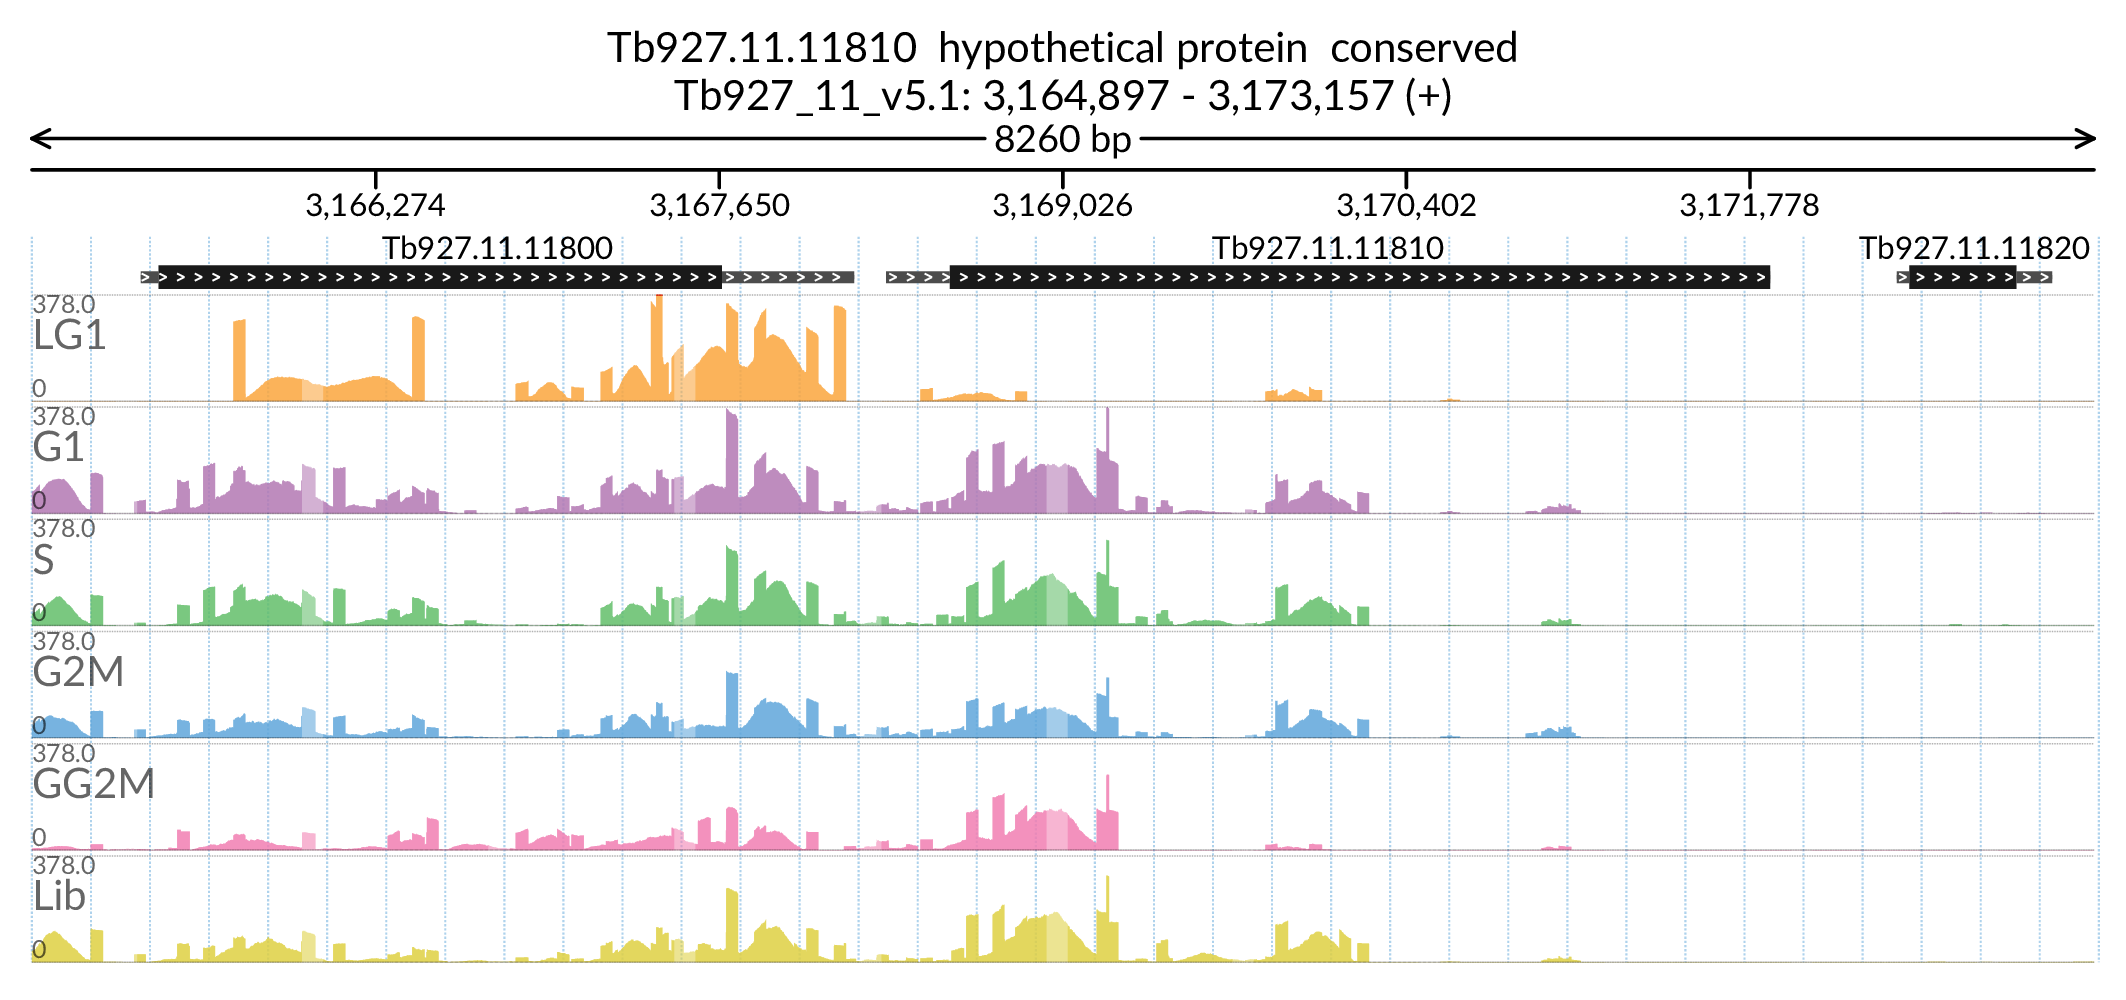 Tb927.11.11810  hypothetical protein  conserved
Tb927_11_v5.1: 3,164,897 - 3,173,157 (+)
8260 bp
3,166,274 3,167,650 3,169,026 3,170,402 3,171,778
Tb927.11.11800 Tb927.11.11810 Tb927.11.11820
378.0
LG1
0
378.0
G1
0
378.0
S
0
378.0
G2M
0
378.0
GG2M
0
378.0
Lib
0